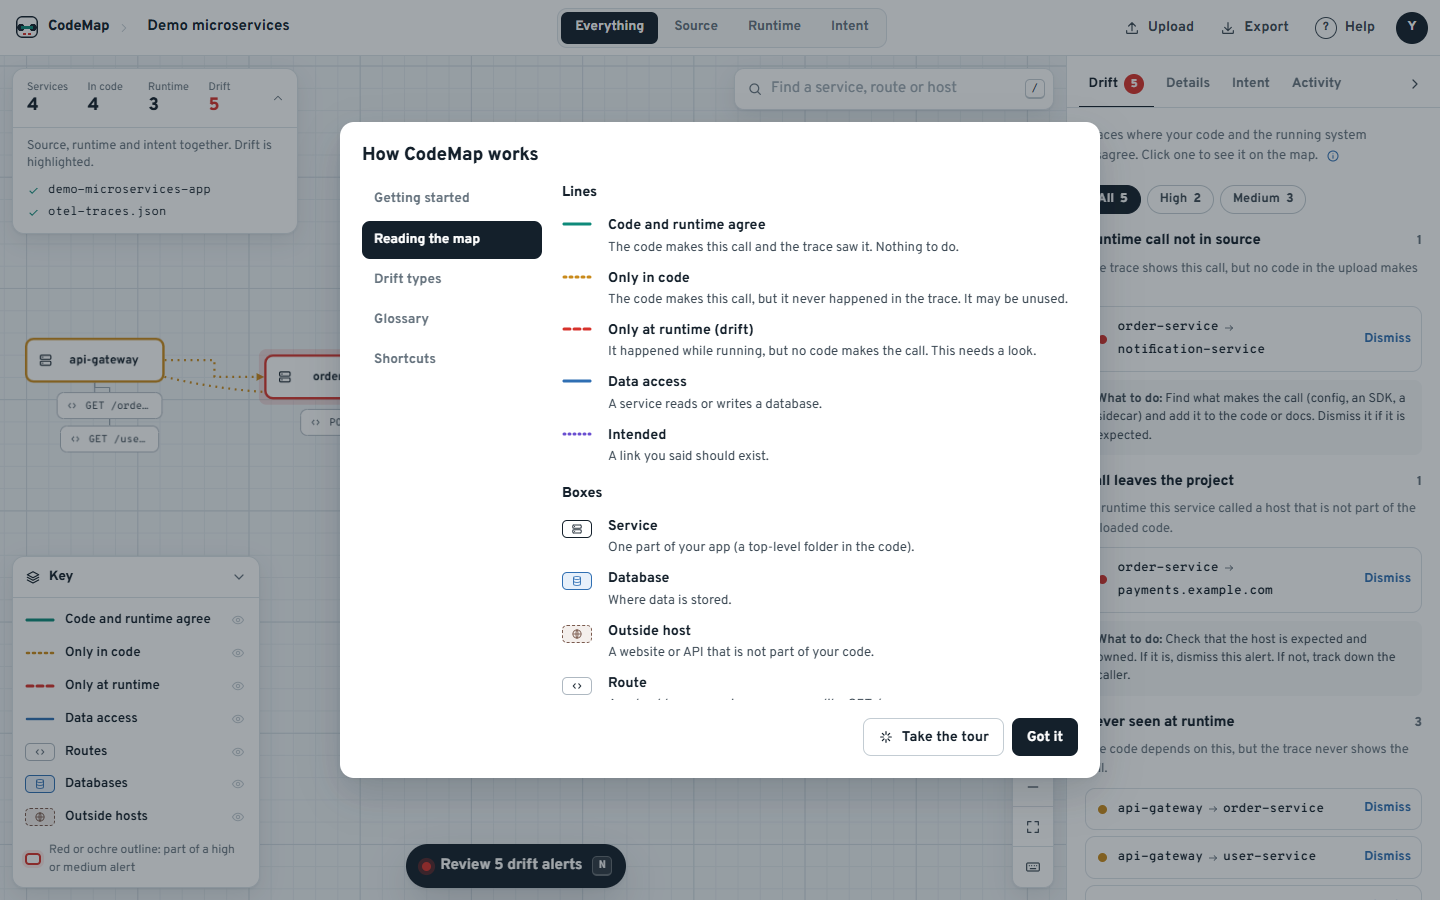 CodeMap
Demo microservices
Everything
Source
Runtime
Intent
Upload
Export
? Help
Y
Services
In code
Runtime
Drift
4
4
3
5
Source, runtime and intent together. Drift is
highlighted.
demo-microservices-app
otel-traces.json
Find a service, route or host
/
Drift 5
Details
Intent
Activity
aces where your code and the running system
agree. Click one to see it on the map.
All 5
High 2
Medium 3
untime call not in source
1
e trace shows this call, but no code in the upload makes
order-service →
notification-service
Dismiss
What to do: Find what makes the call (config, an SDK, a
sidecar) and add it to the code or docs. Dismiss it if it is
expected.
all leaves the project
1
runtime this service called a host that is not part of the
loaded code.
order-service →
payments.example.com
Dismiss
What to do: Check that the host is expected and
owned. If it is, dismiss this alert. If not, track down the
caller.
ever seen at runtime
3
e code depends on this, but the trace never shows the
api-gateway → order-service
Dismiss
api-gateway → user-service
Dismiss
api-gateway
GET /orde…
GET /use…
Key
Code and runtime agree
Only in code
Only at runtime
Data access
Routes
Databases
Outside hosts
Red or ochre outline: part of a high
or medium alert
Review 5 drift alerts
N
How CodeMap works
Getting started
Reading the map
Drift types
Glossary
Shortcuts
Lines
Code and runtime agree
The code makes this call and the trace saw it. Nothing to do.
Only in code
The code makes this call, but it never happened in the trace. It may be unused.
Only at runtime (drift)
It happened while running, but no code makes the call. This needs a look.
Data access
A service reads or writes a database.
Intended
A link you said should exist.
Boxes
Service
One part of your app (a top-level folder in the code).
Database
Where data is stored.
Outside host
A website or API that is not part of your code.
Route
Take the tour
Got it